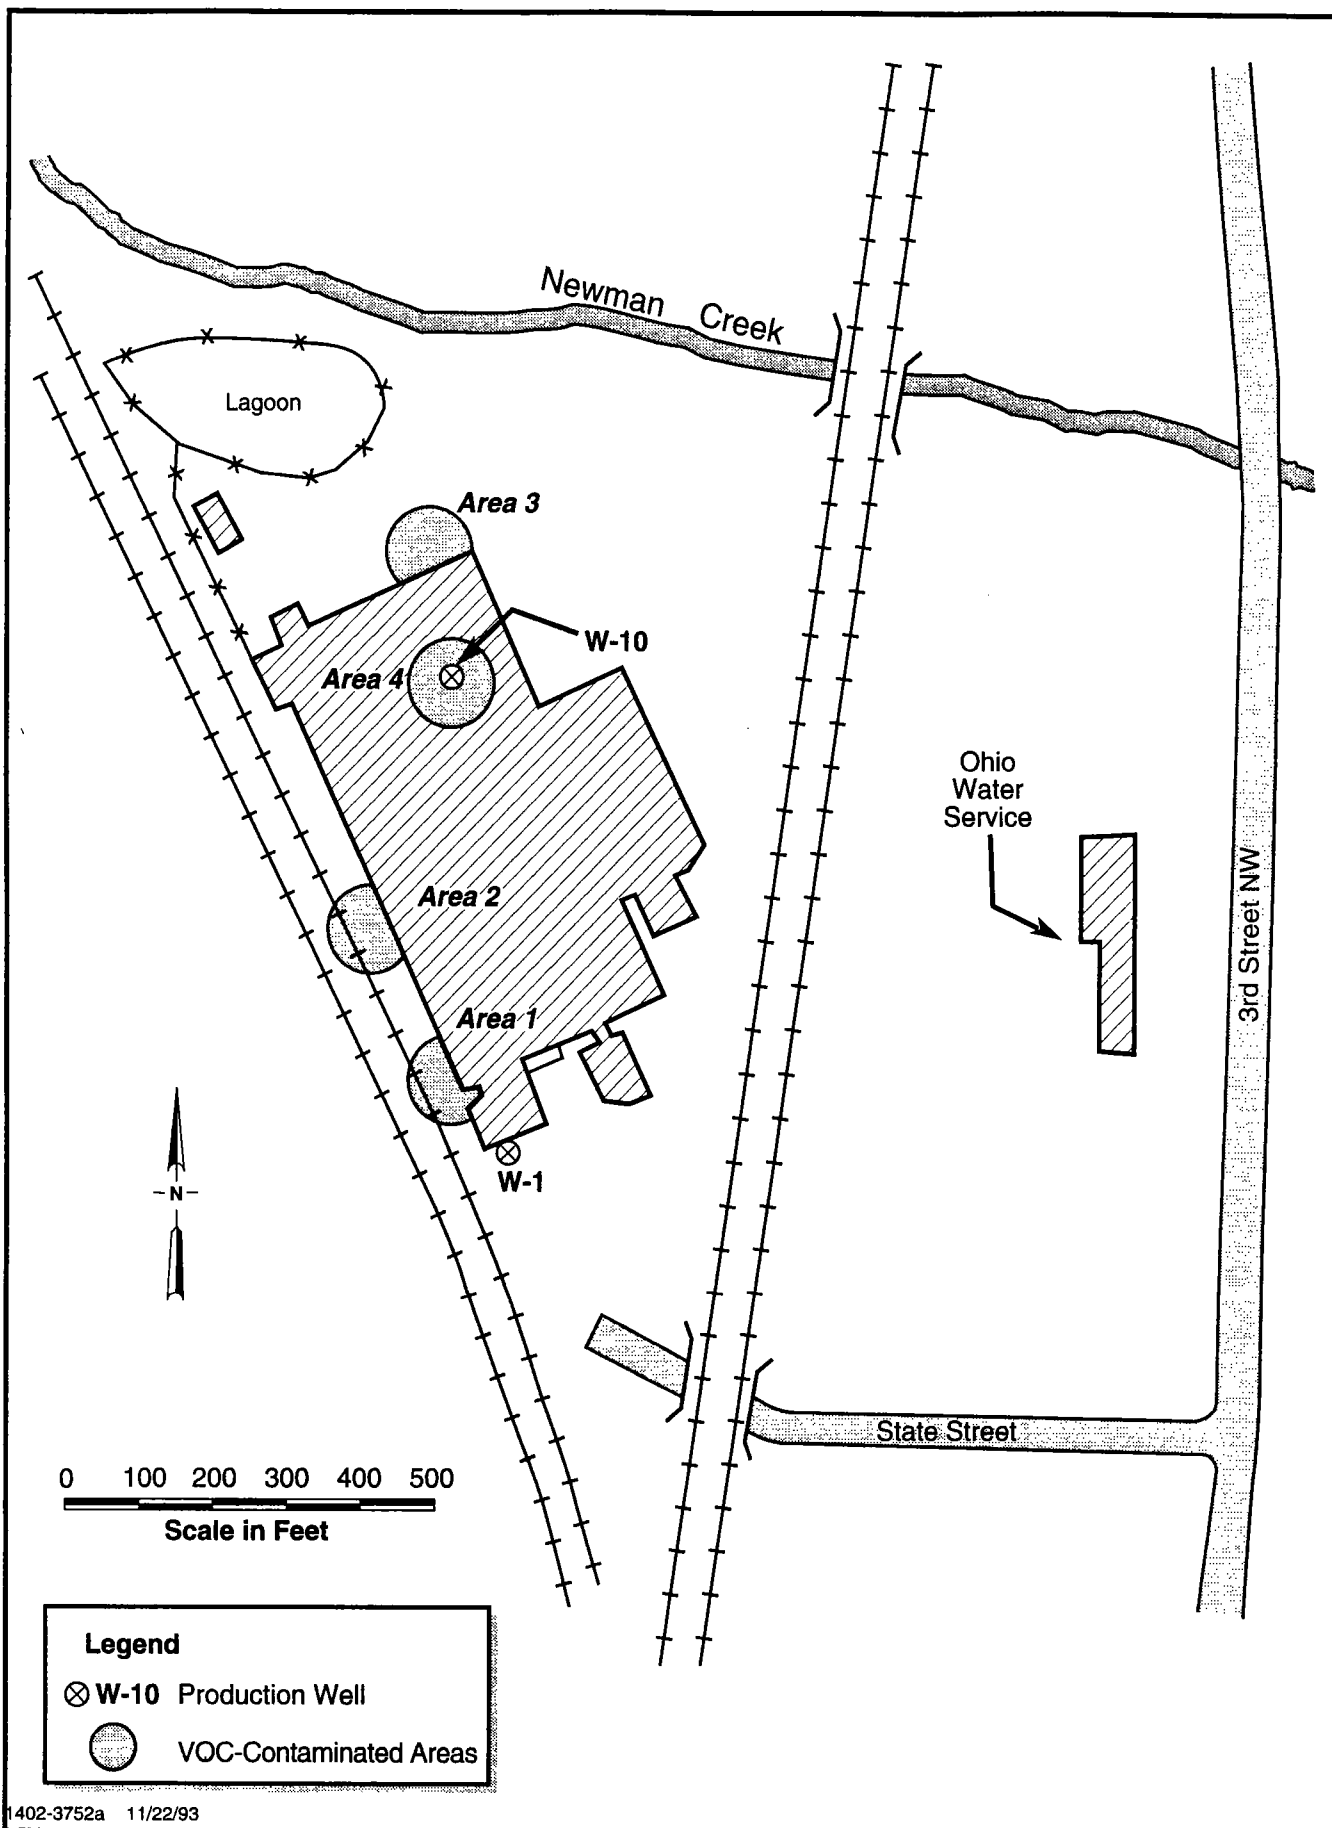 Newman Creek
Lagoon
Area 3
W-10
Area 4
Ohio
Water
Service
Area 2
3rd Street NW
Area 1
W-1
N
State Street
0 100 200 300 400 500
Scale in Feet
Legend
W-10 Production Well
VOC-Contaminated Areas
1402-3752a 11/22/93